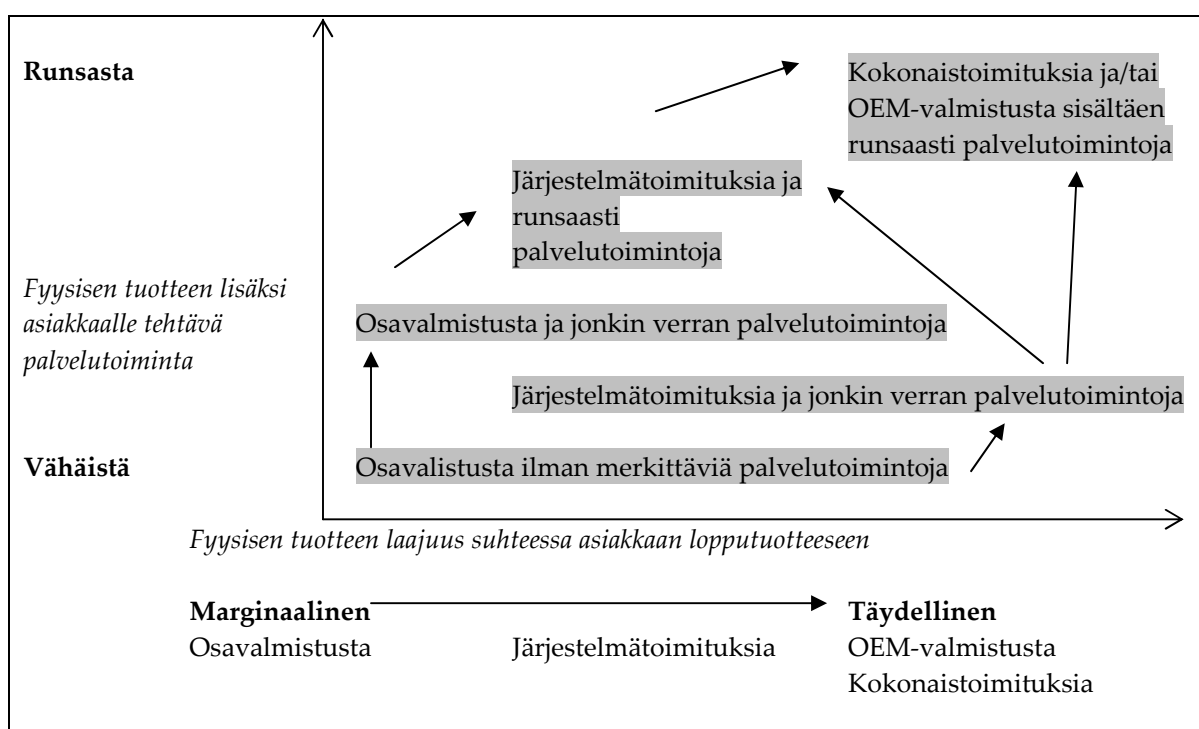 Runsasta
Kokonaistoimituksia ja/tai
OEM-valmistusta sisältäen
runsaasti palvelutoimintoja
Järjestelmätoimituksia ja
runsaasti
palvelutoimintoja
Fyysisen tuotteen lisäksi
asiakkaalle tehtävä
palvelutoiminta
Osavalmistusta ja jonkin verran palvelutoimintoja
Järjestelmätoimituksia ja jonkin verran palvelutoimintoja
Vähäistä
Osavalistusta ilman merkittäviä palvelutoimintoja
Fyysisen tuotteen laajuus suhteessa asiakkaan lopputuotteeseen
Marginaalinen
Täydellinen
Osavalmistusta
Järjestelmätoimituksia
OEM-valmistusta
Kokonaistoimituksia